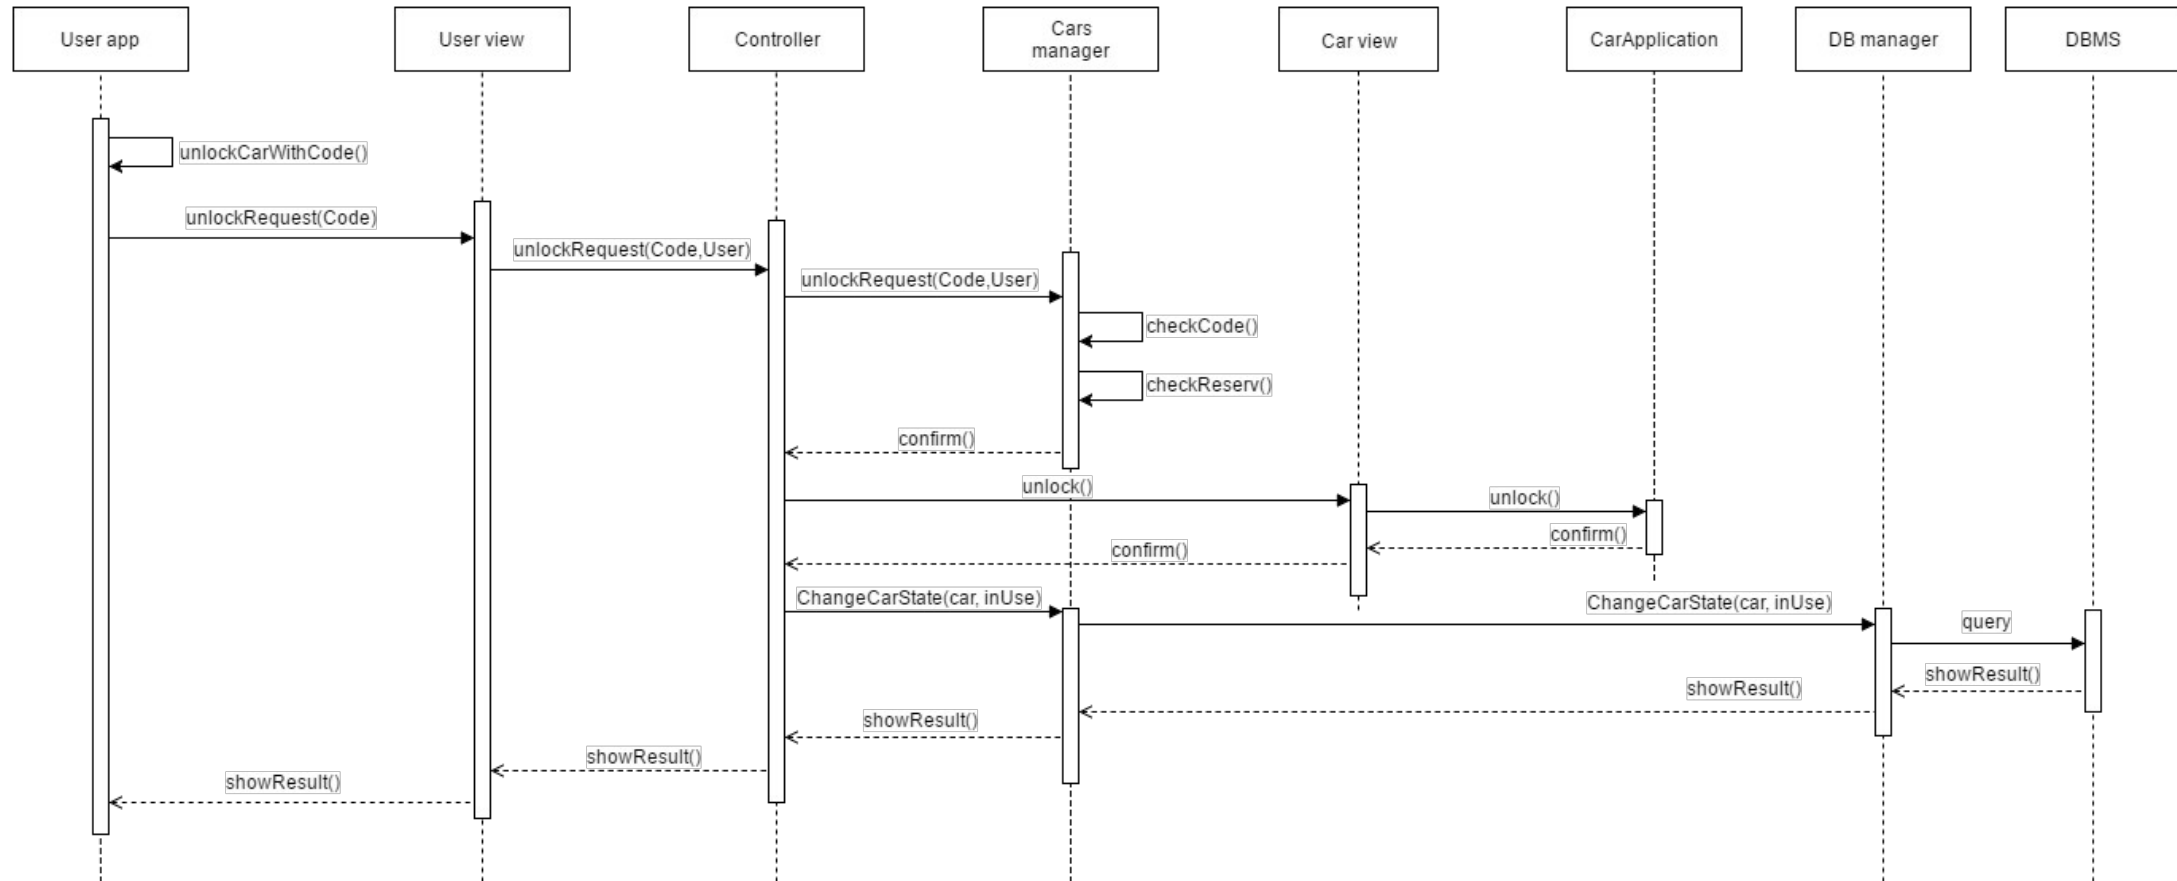 User app
User view
Controller
Cars
manager
Car view
CarApplication
DB manager
DBMS
unlockCarWithCode()
unlockRequest(Code)
unlockRequest(Code,User)
unlockRequest(Code,User)
checkCode()
checkReserv()
confirm()
unlock()
unlock()
confirm()
confirm()
ChangeCarState(car, inUse)
ChangeCarState(car, inUse)
query
showResult()
showResult()
showResult()
showResult()
showResult()